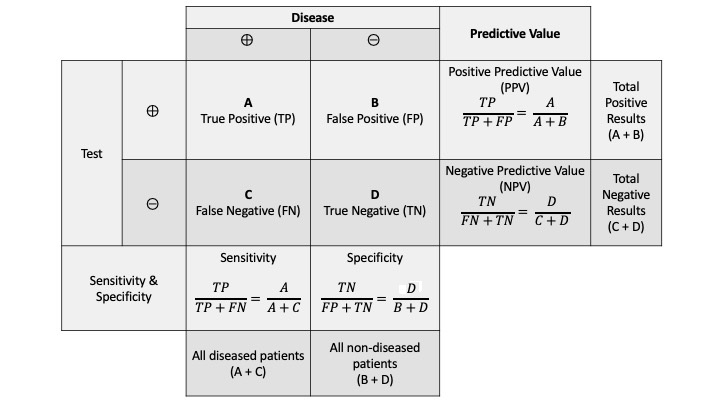 Disease
Predictive Value
⊕ ⊖
Test
⊕
A
True Positive (TP)
B
False Positive (FP)
Positive Predictive Value
(PPV)
TP / TP + FP = A / A + B
Total
Positive
Results
(A + B)
⊖
C
False Negative (FN)
D
True Negative (TN)
Negative Predictive Value
(NPV)
TN / FN + TN = D / C + D
Total
Negative
Results
(C + D)
Sensitivity &
Specificity
Sensitivity
TP / TP + FN = A / A + C
Specificity
TN / FP + TN = D / B + D
All diseased patients
(A + C)
All non-diseased
patients
(B + D)